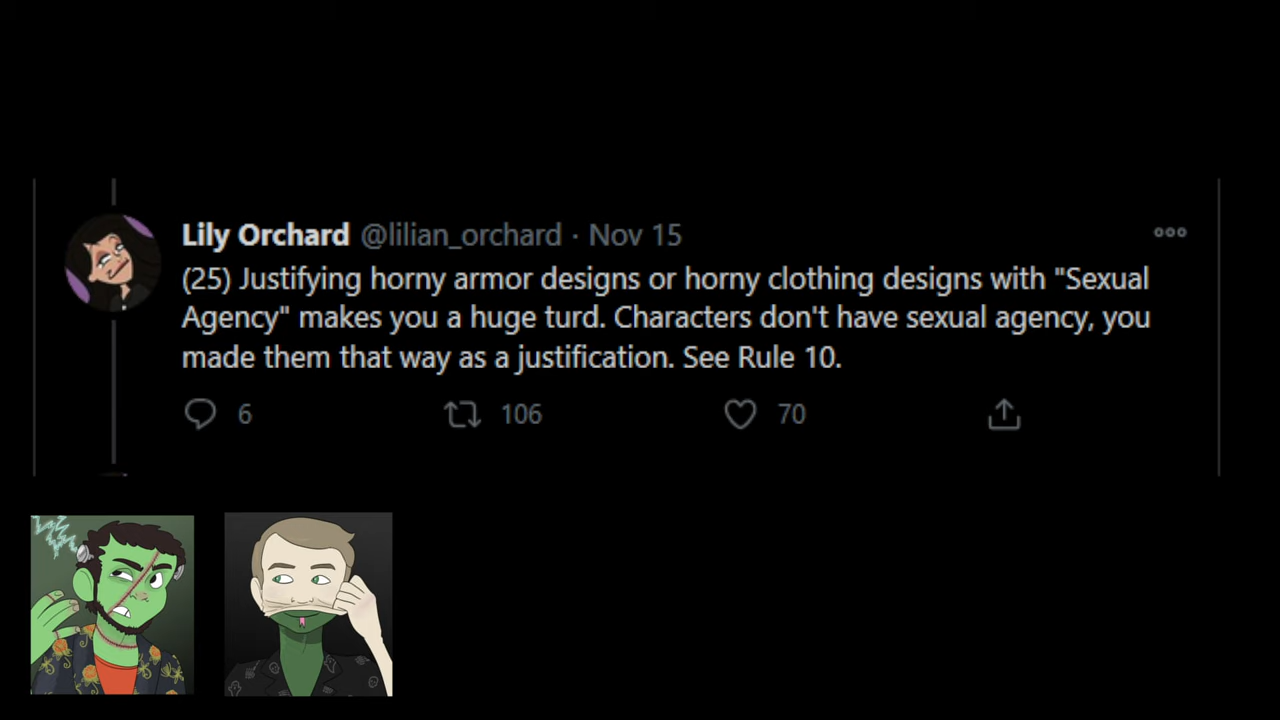 Lily Orchard @lilian_orchard · Nov 15
(25) Justifying horny armor designs or horny clothing designs with "Sexual
Agency" makes you a huge turd. Characters don't have sexual agency, you
made them that way as a justification. See Rule 10.
6 106 70